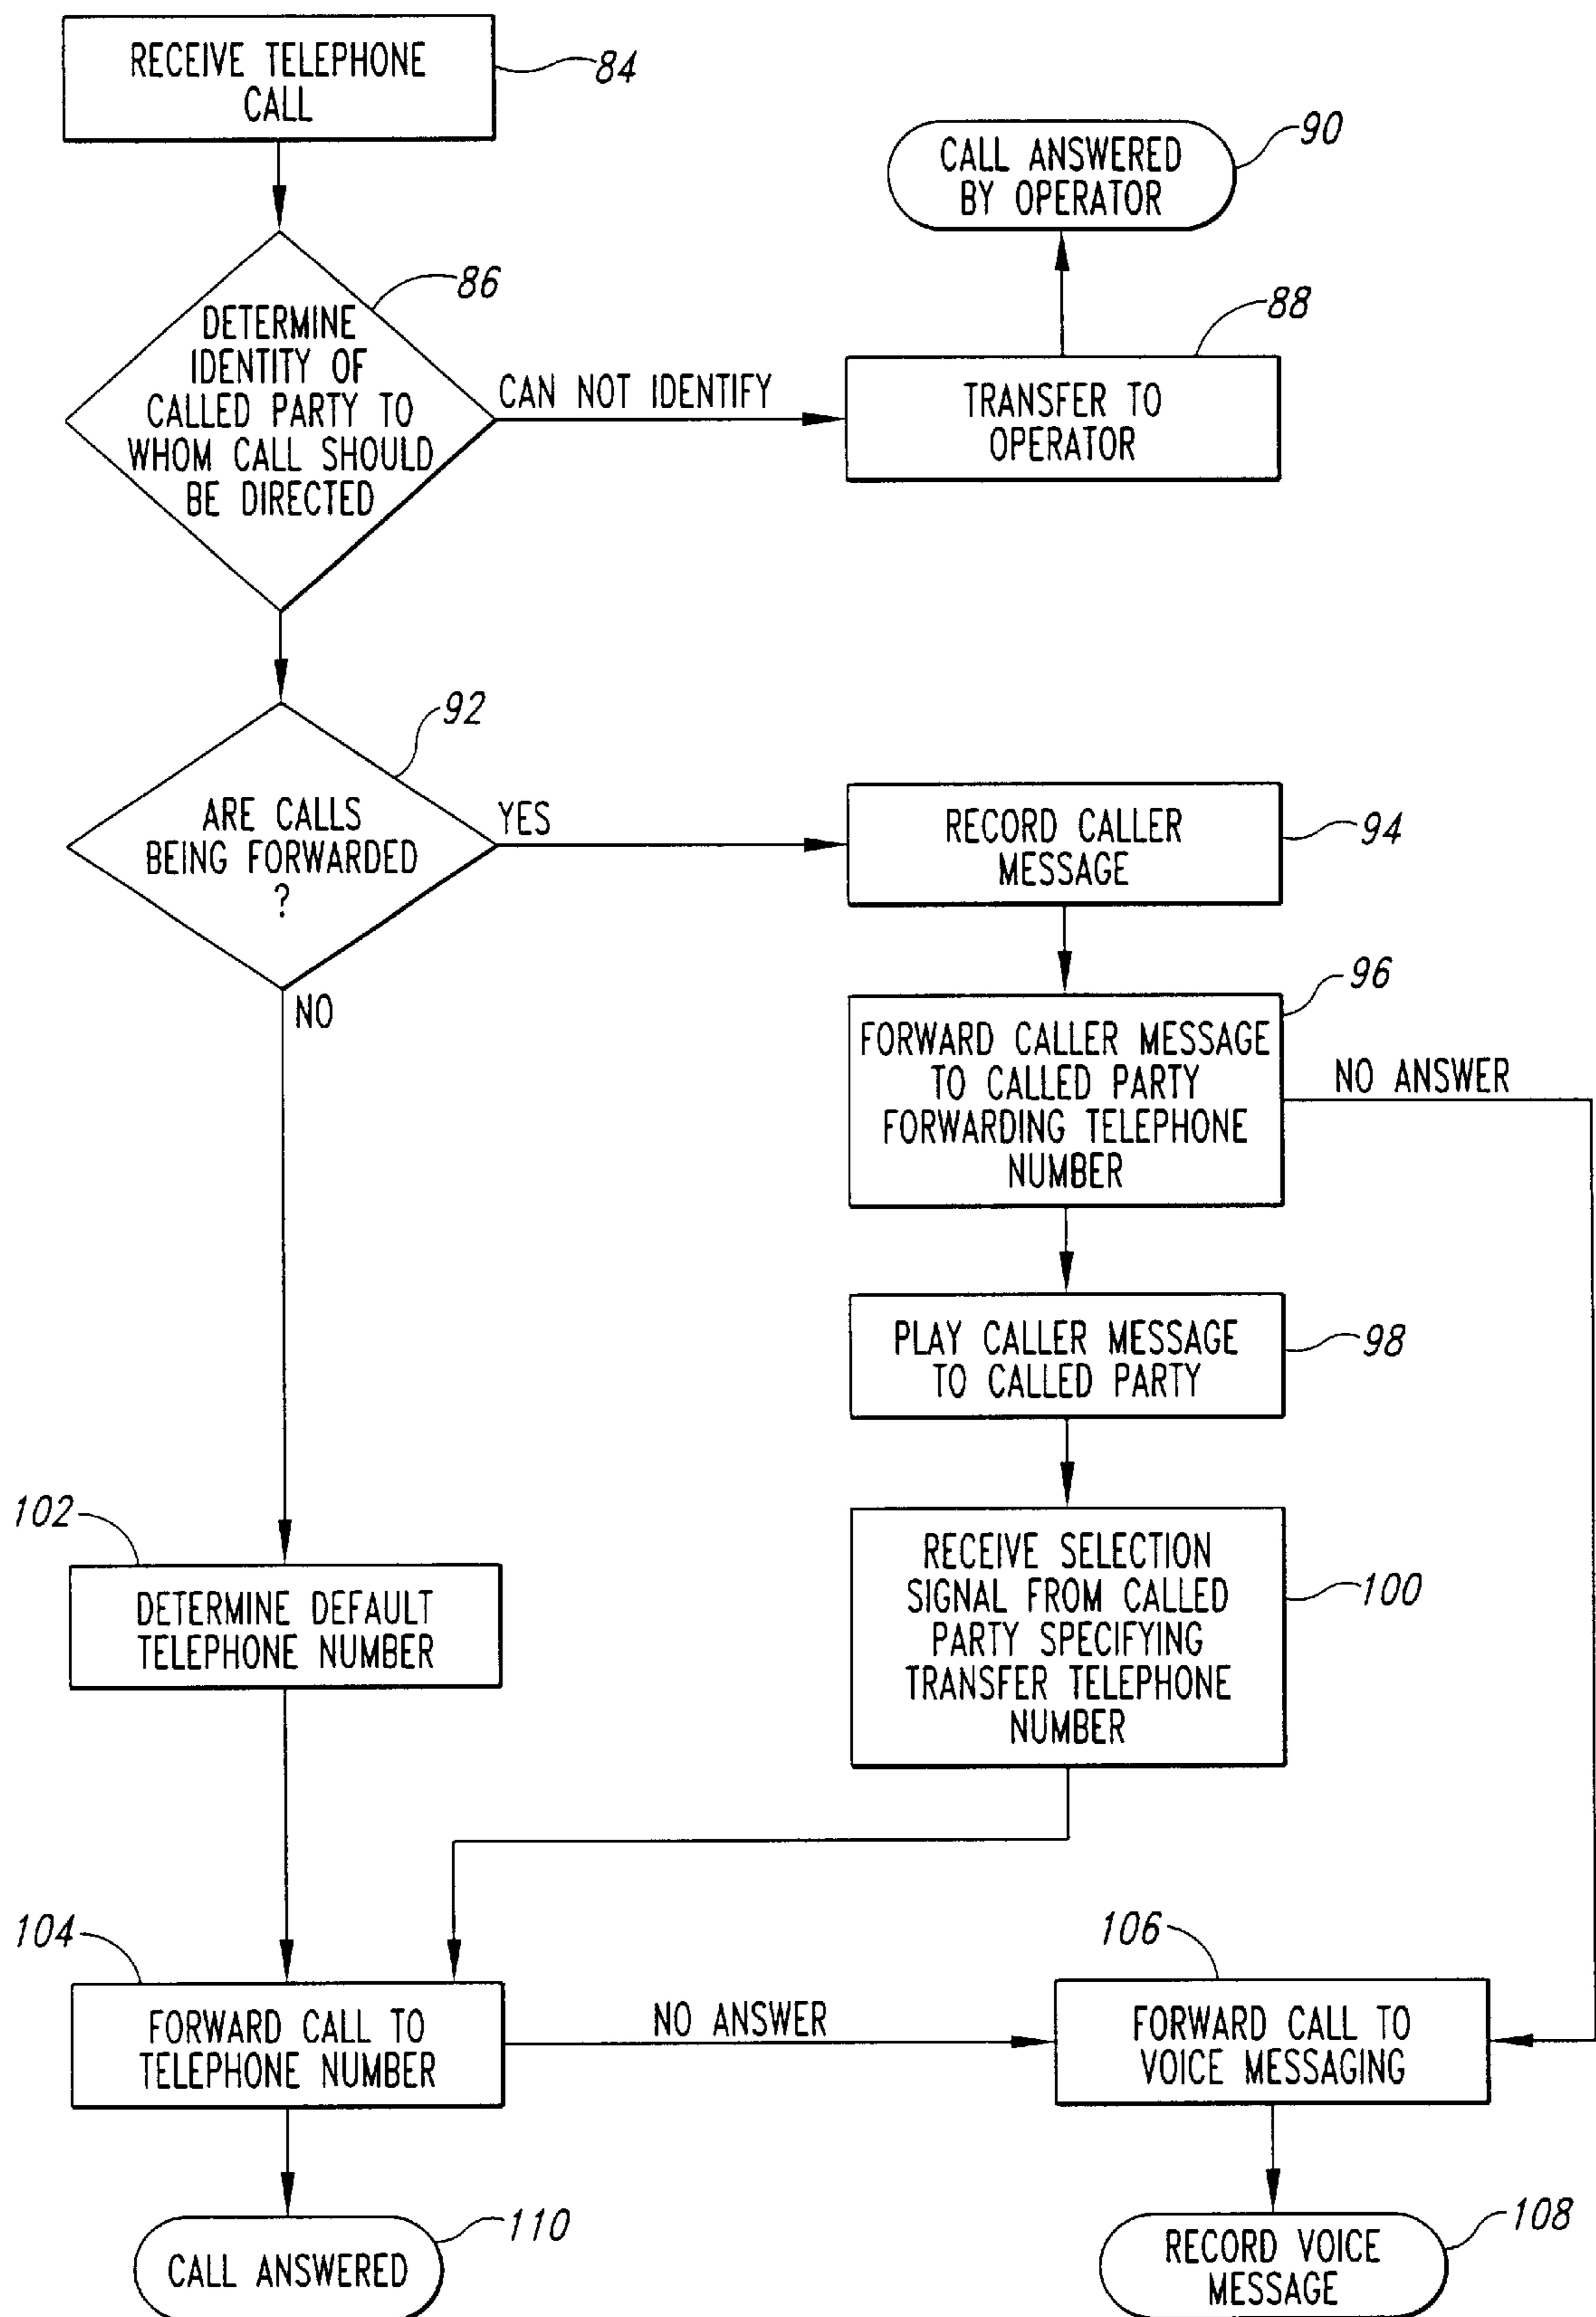 RECEIVE TELEPHONE
CALL
84
CALL ANSWERED
BY OPERATOR
90
86
DETERMINE
IDENTITY OF
CALLED PARTY TO
WHOM CALL SHOULD
BE DIRECTED
CAN NOT IDENTIFY
88
TRANSFER TO
OPERATOR
92
ARE CALLS
BEING FORWARDED
?
YES
NO
RECORD CALLER
MESSAGE
94
96
FORWARD CALLER MESSAGE
TO CALLED PARTY
FORWARDING TELEPHONE
NUMBER
NO ANSWER
PLAY CALLER MESSAGE
TO CALLED PARTY
98
RECEIVE SELECTION
SIGNAL FROM CALLED
PARTY SPECIFYING
TRANSFER TELEPHONE
NUMBER
100
102
DETERMINE DEFAULT
TELEPHONE NUMBER
104
FORWARD CALL TO
TELEPHONE NUMBER
NO ANSWER
106
FORWARD CALL TO
VOICE MESSAGING
CALL ANSWERED
110
RECORD VOICE
MESSAGE
108